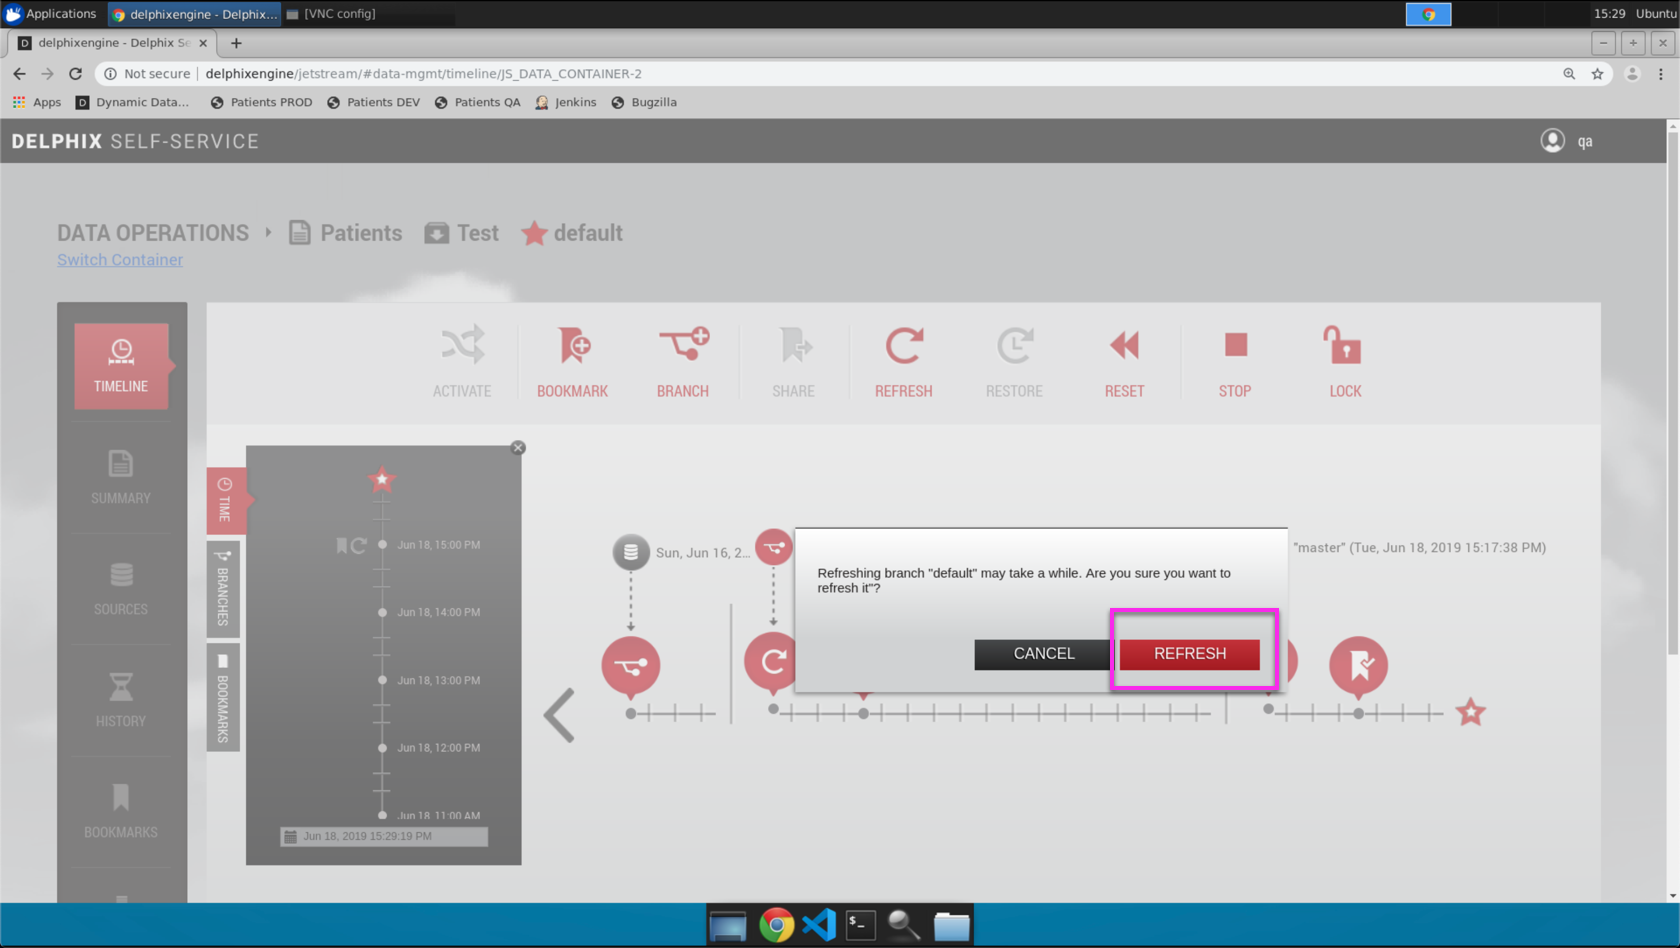 Applications
delphixengine - Delphix...
[VNC config]
15:29 Ubuntu
delphixengine - Delphix Se
Not secure
delphixengine/jetstream/#data-mgmt/timeline/JS_DATA_CONTAINER-2
Apps
Dynamic Data...
Patients PROD
Patients DEV
Patients QA
Jenkins
Bugzilla
DELPHIX SELF-SERVICE
qa
DATA OPERATIONS
Patients
Test
default
Switch Container
TIMELINE
SUMMARY
SOURCES
HISTORY
BOOKMARKS
ACTIVATE
BOOKMARK
BRANCH
SHARE
REFRESH
RESTORE
RESET
STOP
LOCK
TIME
BRANCHES
BOOKMARKS
Jun 18, 15:00 PM
Jun 18, 14:00 PM
Jun 18, 13:00 PM
Jun 18, 12:00 PM
Jun 18, 11:00 AM
Jun 18, 2019 15:29:19 PM
Sun, Jun 16, 2...
"master" (Tue, Jun 18, 2019 15:17:38 PM)
Refreshing branch "default" may take a while. Are you sure you want to
refresh it"?
CANCEL
REFRESH